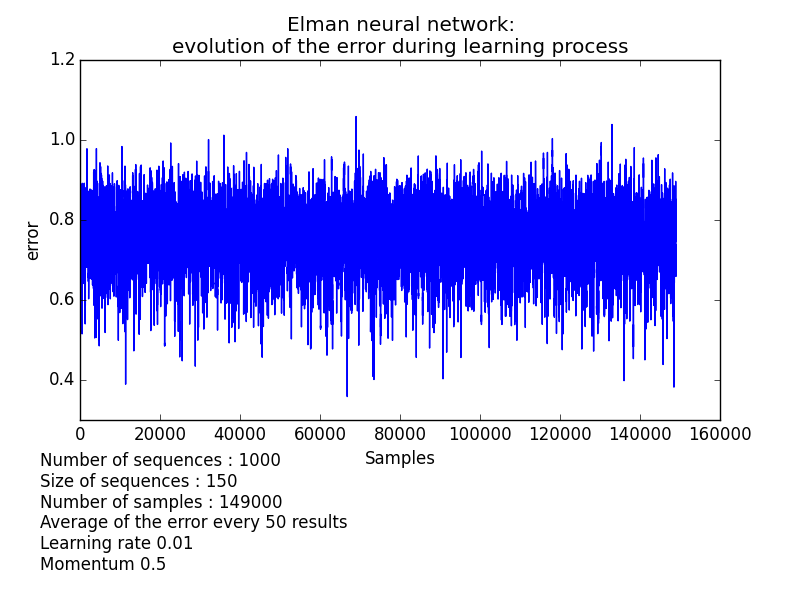 Elman neural network:
evolution of the error during learning process
1.2
1.0
0.8
0.6
0.4
error
0 20000 40000 60000 80000 100000 120000 140000 160000
Samples
Number of sequences : 1000
Size of sequences : 150
Number of samples : 149000
Average of the error every 50 results
Learning rate 0.01
Momentum 0.5